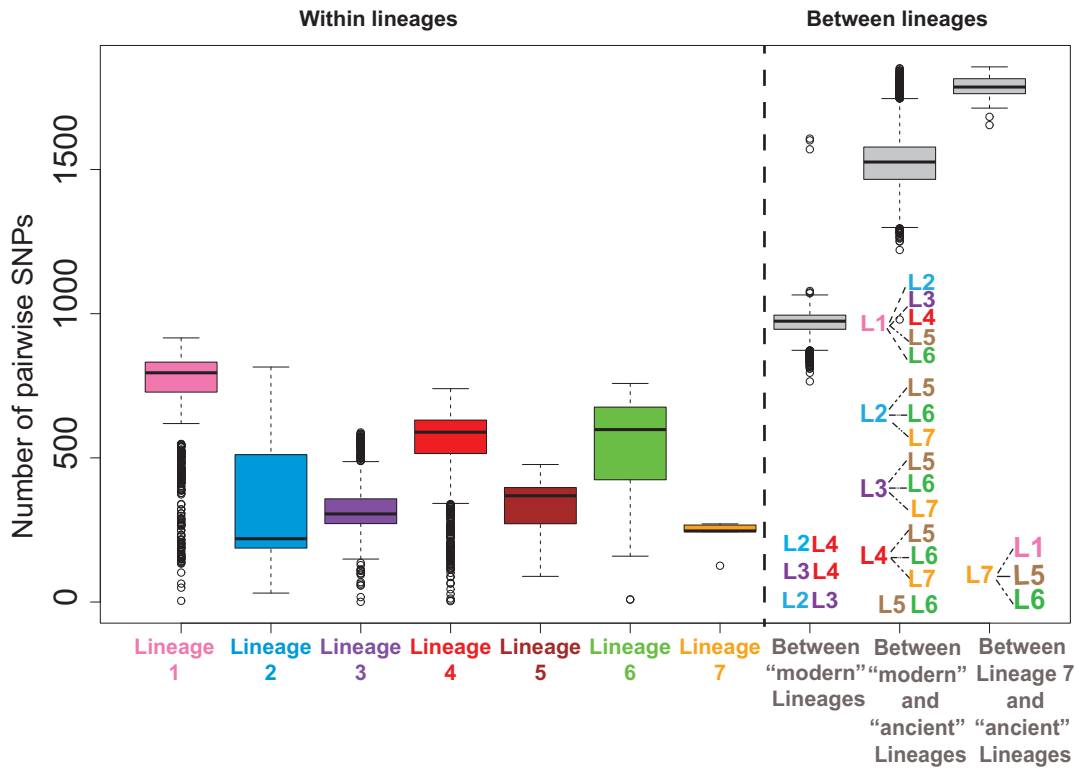 Within lineages
Between lineages
Number of pairwise SNPs
1500
1000
500
0
L1
L2
L3
L4
L5
L6
L2
L5
L6
L7
L3
L5
L6
L7
L4
L5
L6
L7
L5 L6
L2 L4
L3 L4
L2 L3
L7
L1
L5
L6
Lineage
1
Lineage
2
Lineage
3
Lineage
4
Lineage
5
Lineage
6
Lineage
7
Between
“modern”
Lineages
Between
“modern”
and
“ancient”
Lineages
Between
Lineage 7
and
“ancient”
Lineages